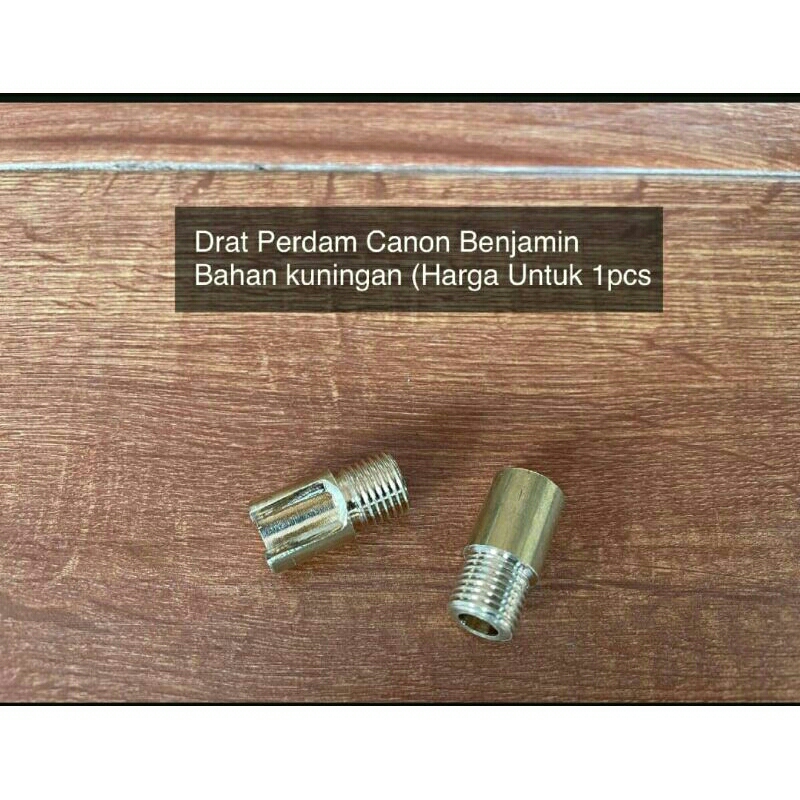 Drat Perdam Canon Benjamin
Bahan kuningan (Harga Untuk 1pcs